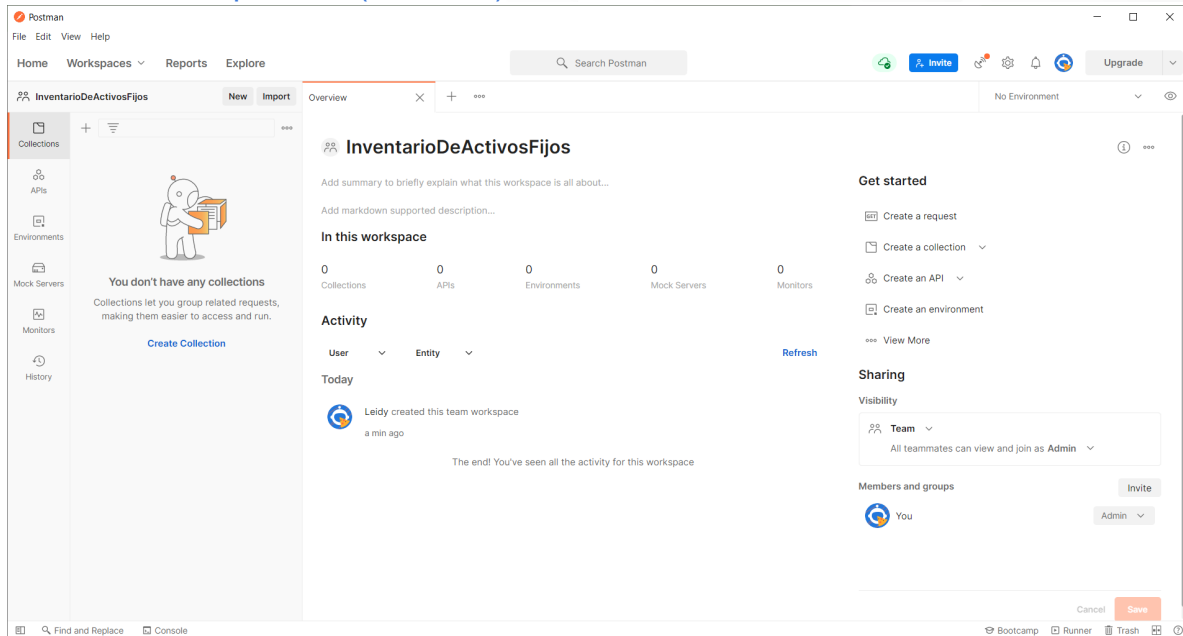 Postman
File Edit View Help
Home Workspaces Reports Explore
Search Postman
Invite
Upgrade
InventarioDeActivosFijos
New Import
Overview
No Environment
Collections
APIs
Environments
Mock Servers
Monitors
History
You don't have any collections
Collections let you group related requests,
making them easier to access and run.
Create Collection
InventarioDeActivosFijos
Add summary to briefly explain what this workspace is all about...
Add markdown supported description...
In this workspace
0 0 0 0 0
Collections APIs Environments Mock Servers Monitors
Activity
User Entity Refresh
Today
Leidy created this team workspace
a min ago
The end! You've seen all the activity for this workspace
Get started
GET Create a request
Create a collection
Create an API
Create an environment
View More
Sharing
Visibility
Team
All teammates can view and join as Admin
Members and groups
Invite
You
Admin
Cancel Save
Find and Replace Console
Bootcamp Runner Trash